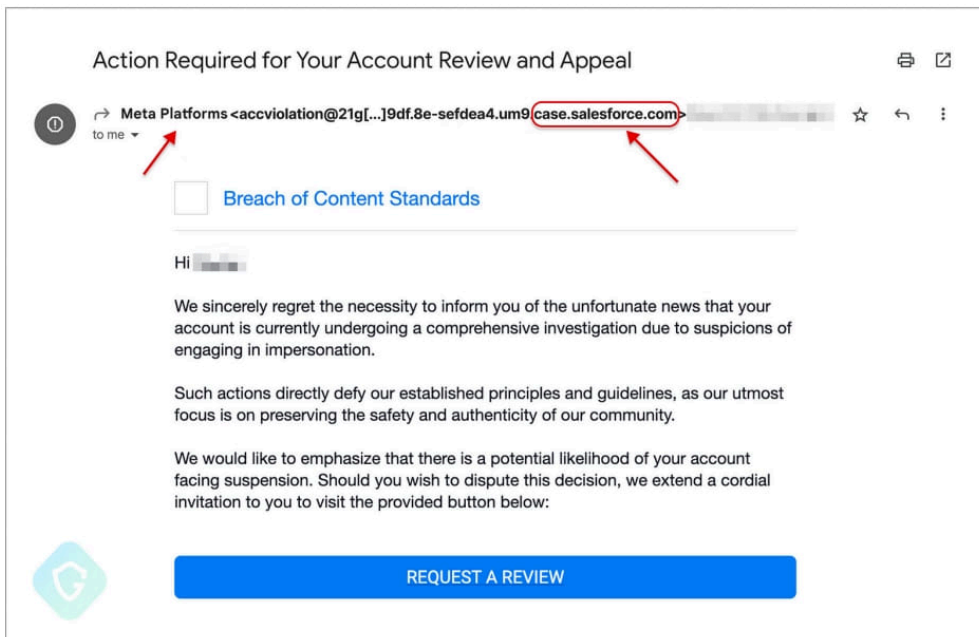 Action Required for Your Account Review and Appeal
Meta Platforms <accviolation@21g[...]9df.8e-sefdea4.um9.case.salesforce.com>
to me
Breach of Content Standards
Hi
We sincerely regret the necessity to inform you of the unfortunate news that your
account is currently undergoing a comprehensive investigation due to suspicions of
engaging in impersonation.
Such actions directly defy our established principles and guidelines, as our utmost
focus is on preserving the safety and authenticity of our community.
We would like to emphasize that there is a potential likelihood of your account
facing suspension. Should you wish to dispute this decision, we extend a cordial
invitation to you to visit the provided button below:
REQUEST A REVIEW